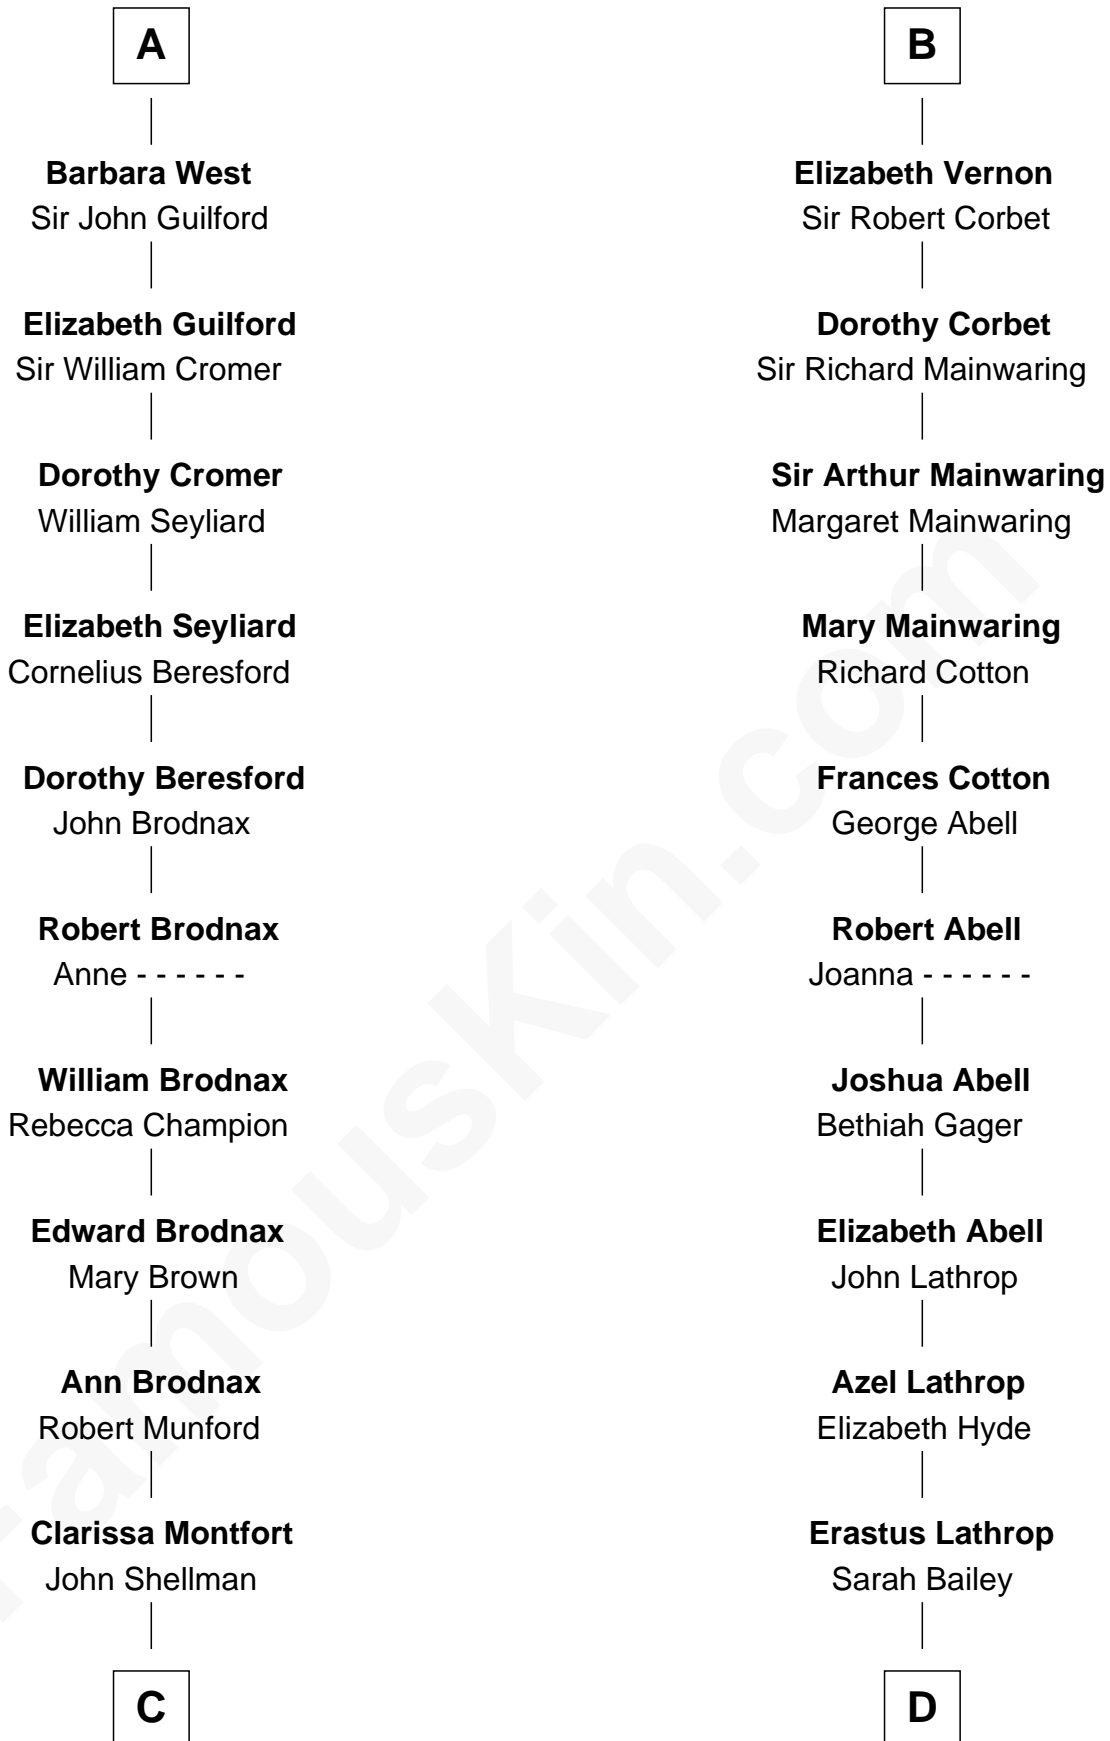 A
Barbara West
Sir John Guilford
Elizabeth Guilford
Sir William Cromer
Dorothy Cromer
William Seyliard
Elizabeth Seyliard
Cornelius Beresford
Dorothy Beresford
John Brodnax
Robert Brodnax
Anne - - - - - -
William Brodnax
Rebecca Champion
Edward Brodnax
Mary Brown
Ann Brodnax
Robert Munford
Clarissa Montfort
John Shellman
C
B
Elizabeth Vernon
Sir Robert Corbet
Dorothy Corbet
Sir Richard Mainwaring
Sir Arthur Mainwaring
Margaret Mainwaring
Mary Mainwaring
Richard Cotton
Frances Cotton
George Abell
Robert Abell
Joanna - - - - - -
Joshua Abell
Bethiah Gager
Elizabeth Abell
John Lathrop
Azel Lathrop
Elizabeth Hyde
Erastus Lathrop
Sarah Bailey
D
FamousKin.com